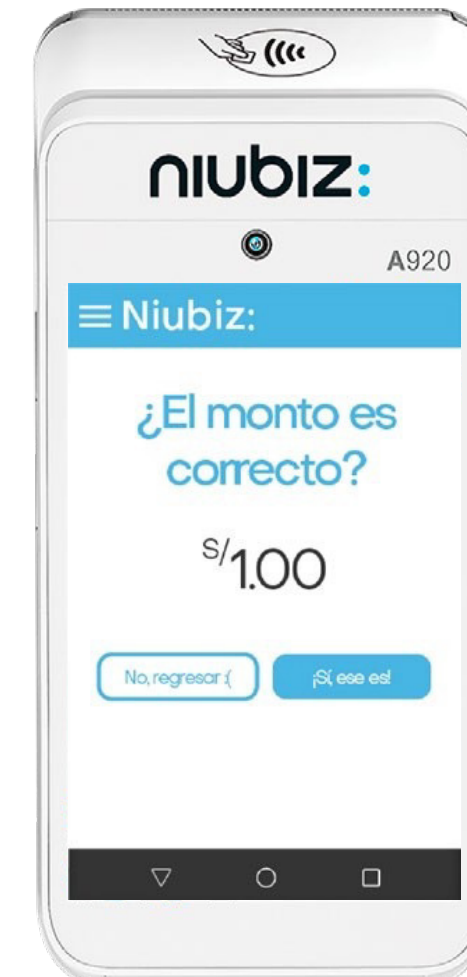 niubiz:
A920
Niubiz:
¿El monto es
correcto?
S/1.00
No, regresar :(
¡Sí, ese es!